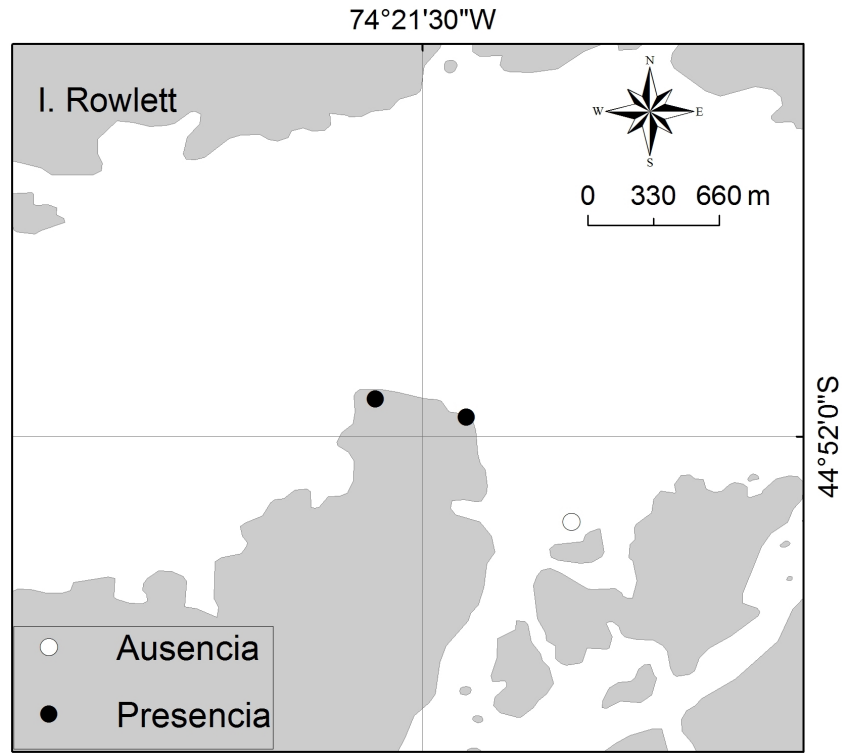 74°21'30"W
I. Rowlett
N
W E
S
0 330 660 m
44°52'0"S
Ausencia
Presencia